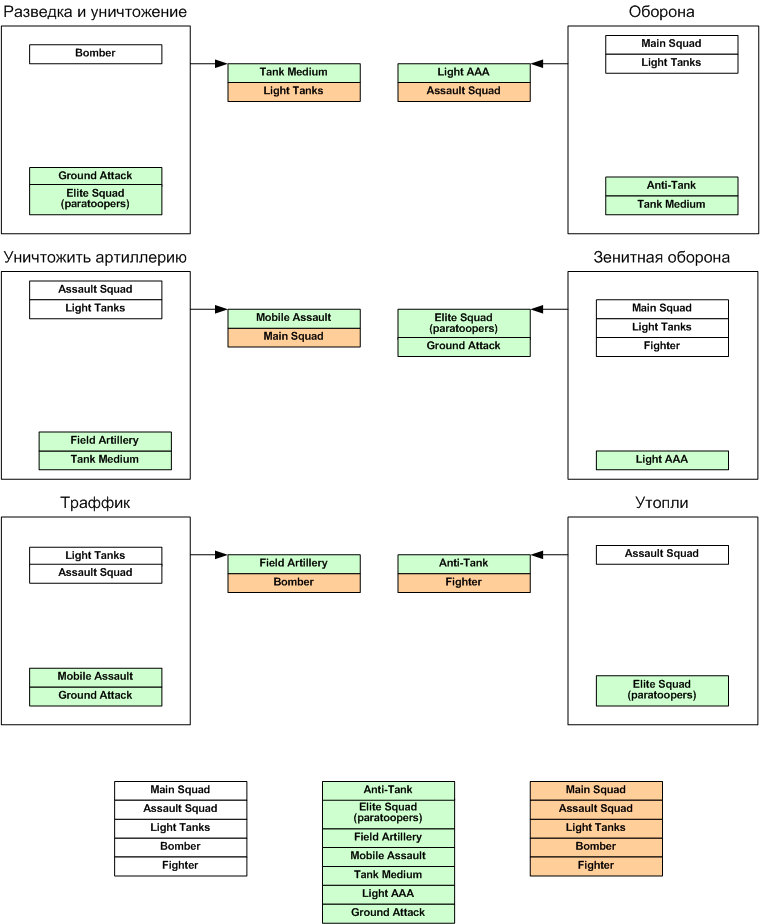 Разведка и уничтожение
Bomber
Ground Attack
Elite Squad
(paratoopers)
Tank Medium
Light Tanks
Оборона
Main Squad
Light Tanks
Anti-Tank
Tank Medium
Light AAA
Assault Squad
Уничтожить артиллерию
Assault Squad
Light Tanks
Field Artillery
Tank Medium
Mobile Assault
Main Squad
Зенитная оборона
Main Squad
Light Tanks
Fighter
Light AAA
Elite Squad
(paratoopers)
Ground Attack
Траффик
Light Tanks
Assault Squad
Mobile Assault
Ground Attack
Field Artillery
Bomber
Утопли
Assault Squad
Elite Squad
(paratoopers)
Anti-Tank
Fighter
Main Squad
Assault Squad
Light Tanks
Bomber
Fighter
Anti-Tank
Elite Squad
(paratoopers)
Field Artillery
Mobile Assault
Tank Medium
Light AAA
Ground Attack
Main Squad
Assault Squad
Light Tanks
Bomber
Fighter